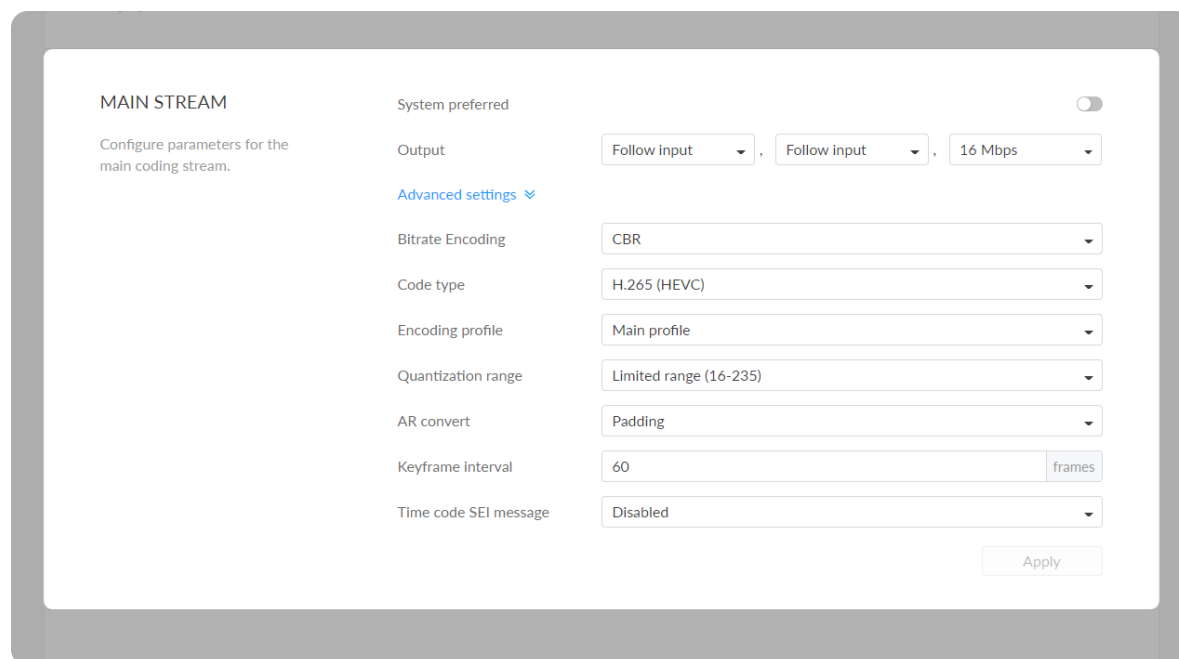 MAIN STREAM
Configure parameters for the
main coding stream.
System preferred
Output Follow input , Follow input , 16 Mbps
Advanced settings
Bitrate Encoding CBR
Code type H.265 (HEVC)
Encoding profile Main profile
Quantization range Limited range (16-235)
AR convert Padding
Keyframe interval 60 frames
Time code SEI message Disabled
Apply